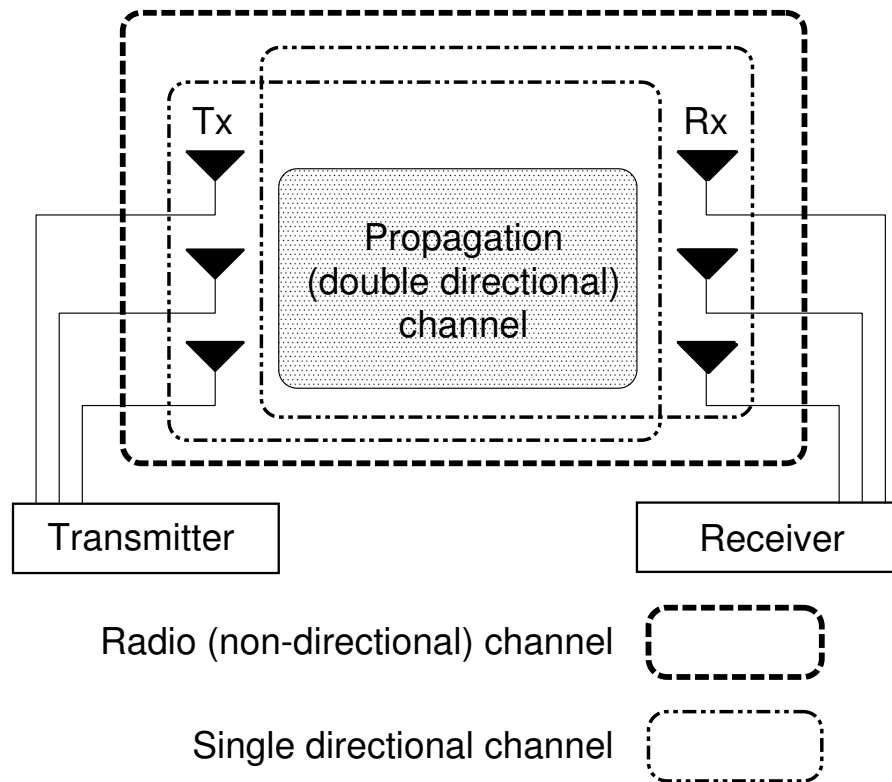 Tx
Rx
Propagation
(double directional)
channel
Transmitter
Receiver
Radio (non-directional) channel
Single directional channel